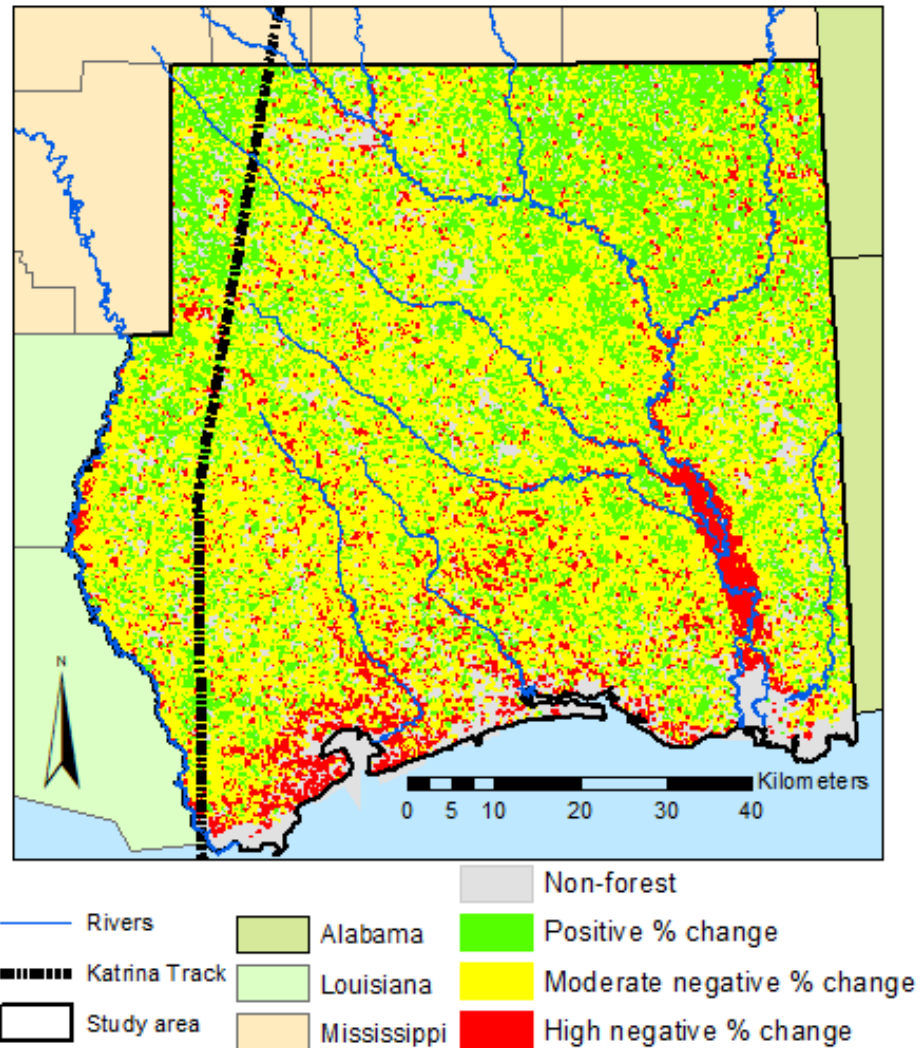 N
Kilometers
0 5 10 20 30 40
Non-forest
Rivers
Alabama
Positive % change
Katrina Track
Louisiana
Moderate negative % change
Study area
Mississippi
High negative % change